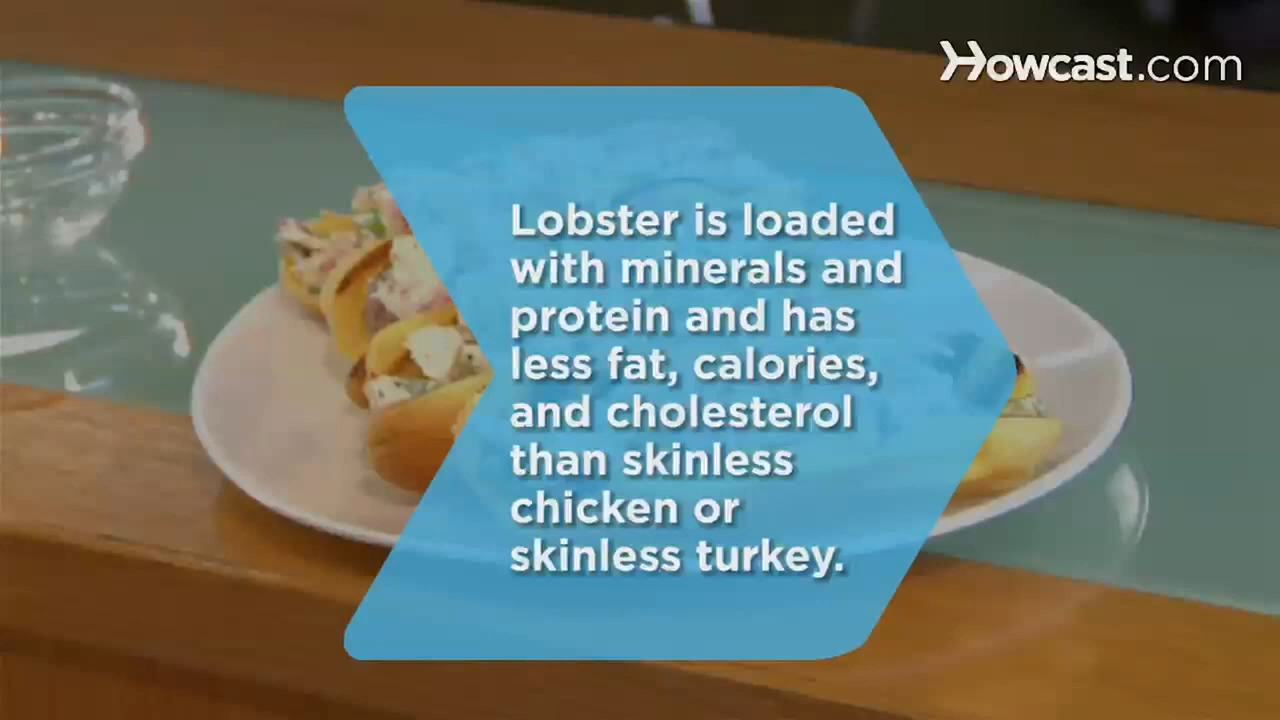 Howcast.com
Lobster is loaded
with minerals and
protein and has
less fat, calories,
and cholesterol
than skinless
chicken or
skinless turkey.